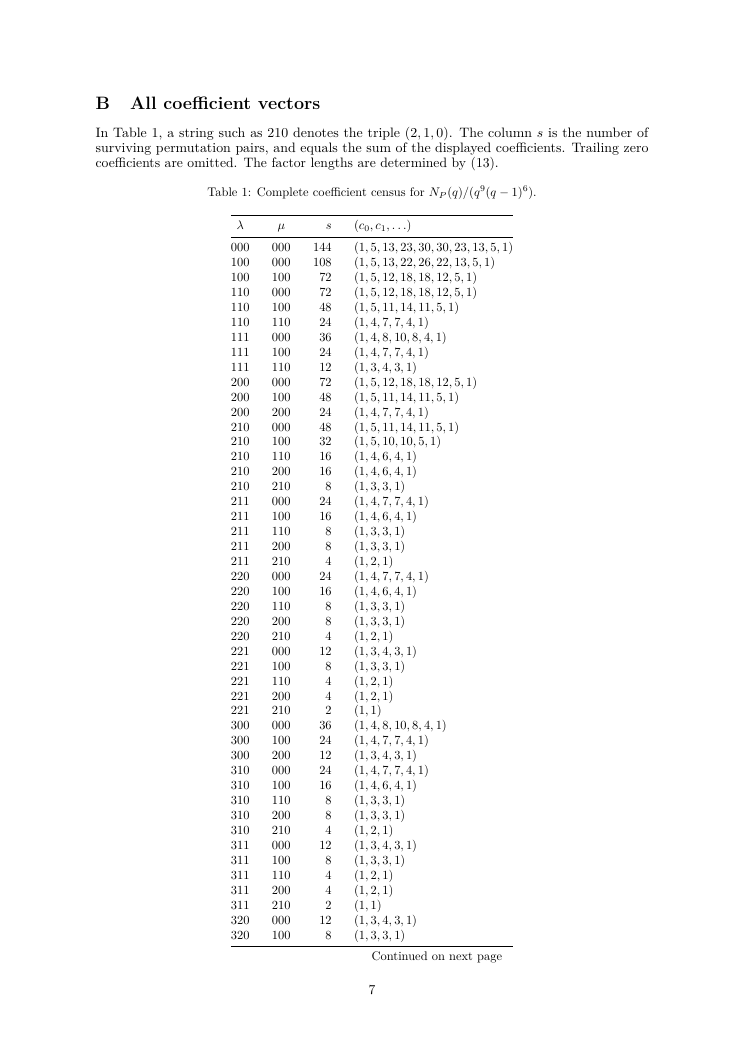 B All coefficient vectors
In Table 1, a string such as 210 denotes the triple (2, 1, 0). The column s is the number of
surviving permutation pairs, and equals the sum of the displayed coefficients. Trailing zero
coefficients are omitted. The factor lengths are determined by (13).
Table 1: Complete coefficient census for N_P(q)/(q^9(q − 1)^6).
λ μ s (c_0, c_1, . . .)
000 000 144 (1, 5, 13, 23, 30, 30, 23, 13, 5, 1)
100 000 108 (1, 5, 13, 22, 26, 22, 13, 5, 1)
100 100 72 (1, 5, 12, 18, 18, 12, 5, 1)
110 000 72 (1, 5, 12, 18, 18, 12, 5, 1)
110 100 48 (1, 5, 11, 14, 11, 5, 1)
110 110 24 (1, 4, 7, 7, 4, 1)
111 000 36 (1, 4, 8, 10, 8, 4, 1)
111 100 24 (1, 4, 7, 7, 4, 1)
111 110 12 (1, 3, 4, 3, 1)
200 000 72 (1, 5, 12, 18, 18, 12, 5, 1)
200 100 48 (1, 5, 11, 14, 11, 5, 1)
200 200 24 (1, 4, 7, 7, 4, 1)
210 000 48 (1, 5, 11, 14, 11, 5, 1)
210 100 32 (1, 5, 10, 10, 5, 1)
210 110 16 (1, 4, 6, 4, 1)
210 200 16 (1, 4, 6, 4, 1)
210 210 8 (1, 3, 3, 1)
211 000 24 (1, 4, 7, 7, 4, 1)
211 100 16 (1, 4, 6, 4, 1)
211 110 8 (1, 3, 3, 1)
211 200 8 (1, 3, 3, 1)
211 210 4 (1, 2, 1)
220 000 24 (1, 4, 7, 7, 4, 1)
220 100 16 (1, 4, 6, 4, 1)
220 110 8 (1, 3, 3, 1)
220 200 8 (1, 3, 3, 1)
220 210 4 (1, 2, 1)
221 000 12 (1, 3, 4, 3, 1)
221 100 8 (1, 3, 3, 1)
221 110 4 (1, 2, 1)
221 200 4 (1, 2, 1)
221 210 2 (1, 1)
300 000 36 (1, 4, 8, 10, 8, 4, 1)
300 100 24 (1, 4, 7, 7, 4, 1)
300 200 12 (1, 3, 4, 3, 1)
310 000 24 (1, 4, 7, 7, 4, 1)
310 100 16 (1, 4, 6, 4, 1)
310 110 8 (1, 3, 3, 1)
310 200 8 (1, 3, 3, 1)
310 210 4 (1, 2, 1)
311 000 12 (1, 3, 4, 3, 1)
311 100 8 (1, 3, 3, 1)
311 110 4 (1, 2, 1)
311 200 4 (1, 2, 1)
311 210 2 (1, 1)
320 000 12 (1, 3, 4, 3, 1)
320 100 8 (1, 3, 3, 1)
Continued on next page
7